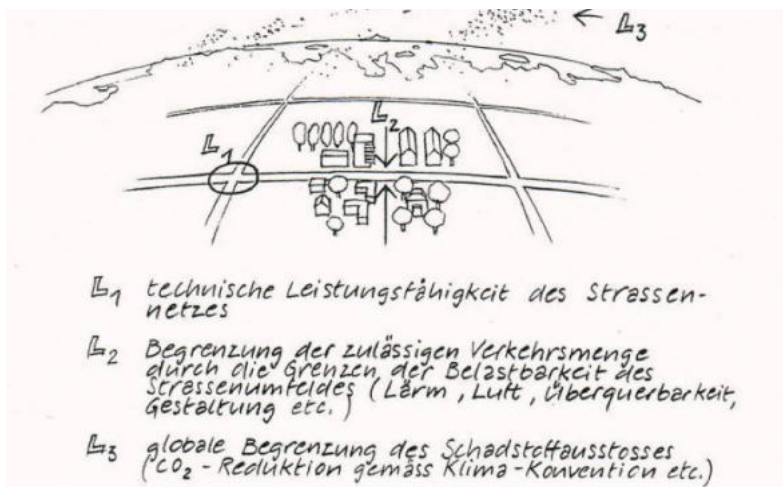 ← L3
L2
L1
L1 technische Leistungsfähigkeit des Strassen-
netzes
L2 Begrenzung der zulässigen Verkehrsmenge
durch die Grenzen der Belastbarkeit des
Strassenumfeldes (Lärm, Luft, Überquerbarkeit,
Gestaltung etc.)
L3 globale Begrenzung des Schadstoffausstosses
(CO2-Reduktion gemäss Klima-Konvention etc.)